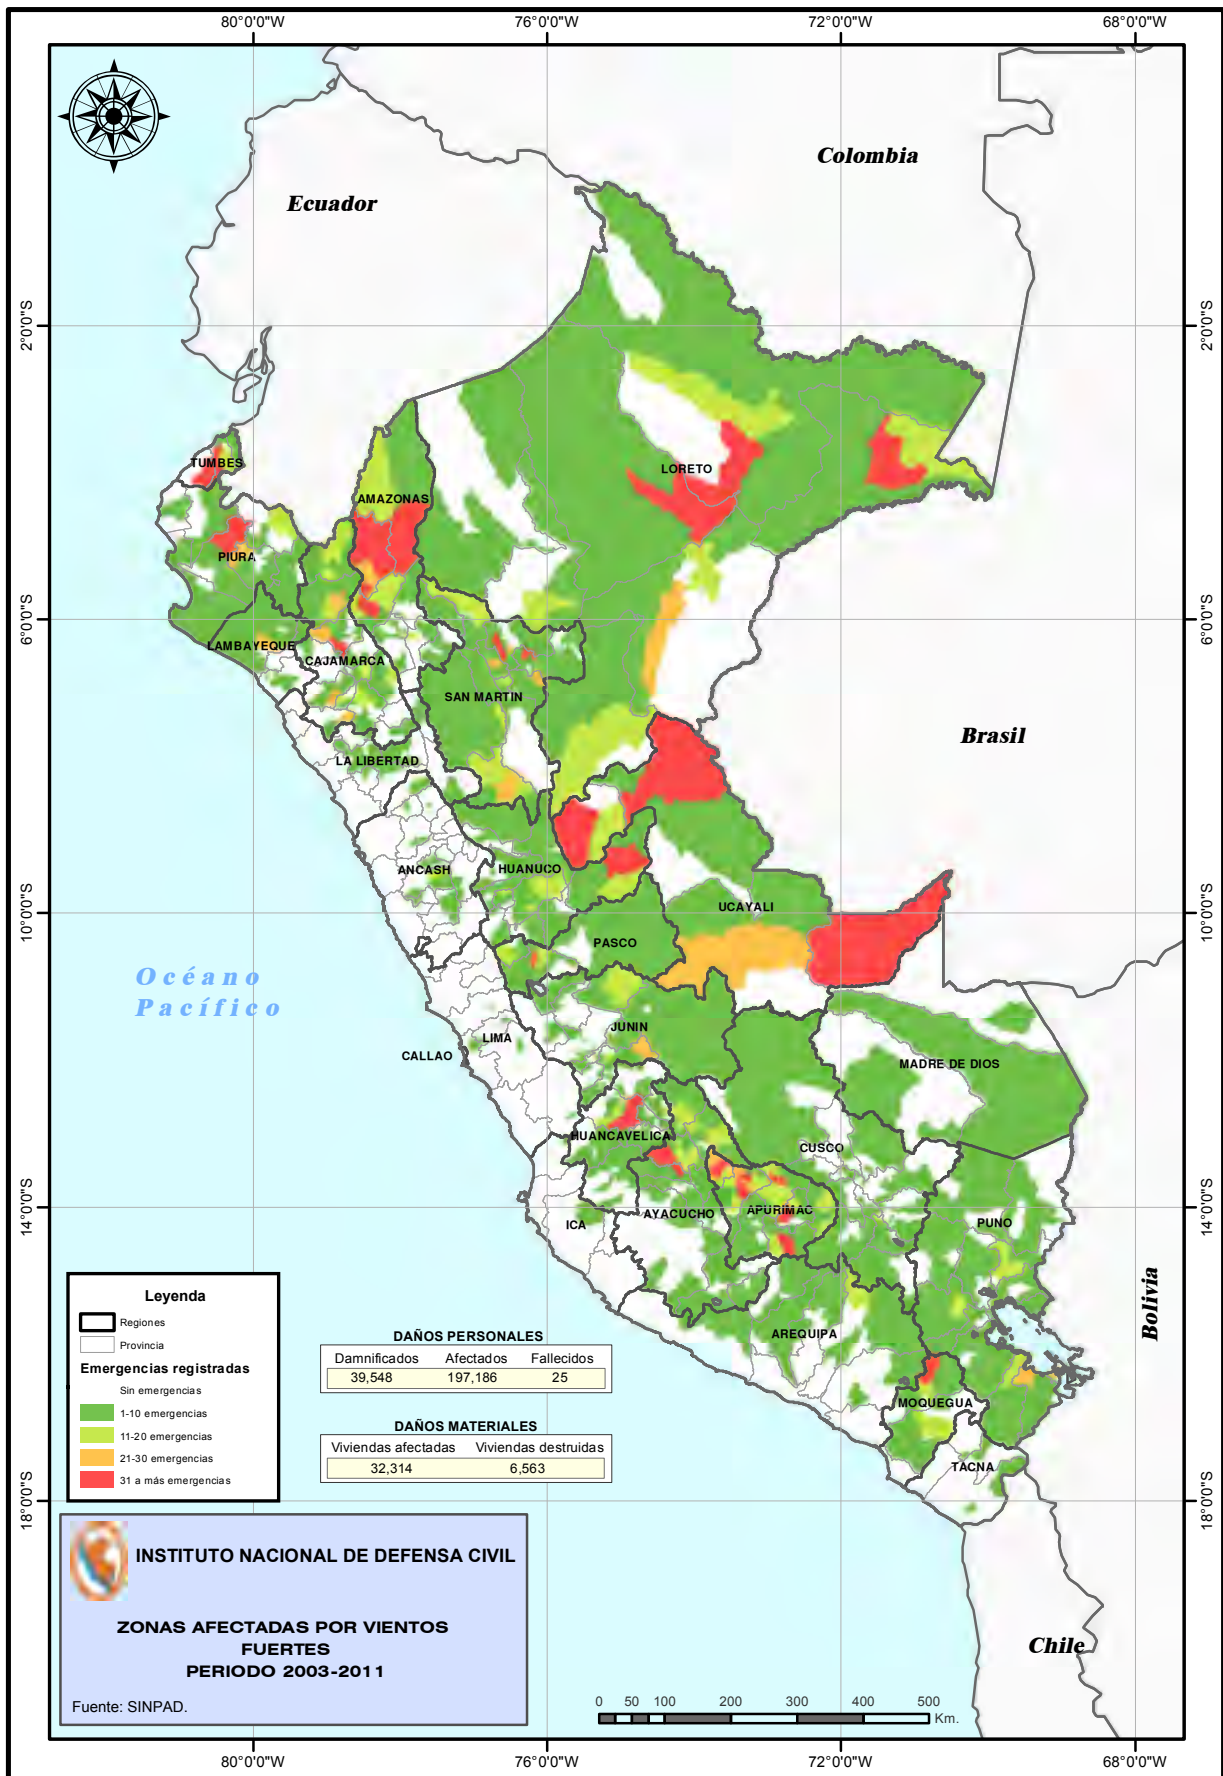 80°0'0"W
76°0'0"W
72°0'0"W
68°0'0"W
2°0'0"S
2°0'0"S
6°0'0"S
6°0'0"S
10°0'0"S
10°0'0"S
14°0'0"S
14°0'0"S
18°0'0"S
18°0'0"S
Colombia
Ecuador
TUMBES
LORETO
AMAZONAS
PIURA
LAMBAYEQUE
CAJAMARCA
SAN MARTIN
Brasil
LA LIBERTAD
ANCASH
HUANUCO
UCAYALI
PASCO
Océano
Pacífico
JUNIN
LIMA
CALLAO
MADRE DE DIOS
HUANCAVELICA
CUSCO
AYACUCHO
APURIMAC
ICA
PUNO
Bolivia
AREQUIPA
MOQUEGUA
TACNA
Chile
Leyenda
Regiones
Provincia
Emergencias registradas
Sin emergencias
1-10 emergencias
11-20 emergencias
21-30 emergencias
31 a más emergencias
DAÑOS PERSONALES
Damnificados Afectados Fallecidos
39,548 197,186 25
DAÑOS MATERIALES
Viviendas afectadas Viviendas destruidas
32,314 6,563
INSTITUTO NACIONAL DE DEFENSA CIVIL
ZONAS AFECTADAS POR VIENTOS
FUERTES
PERIODO 2003-2011
Fuente: SINPAD.
0 50 100 200 300 400 500
Km.
80°0'0"W
76°0'0"W
72°0'0"W
68°0'0"W